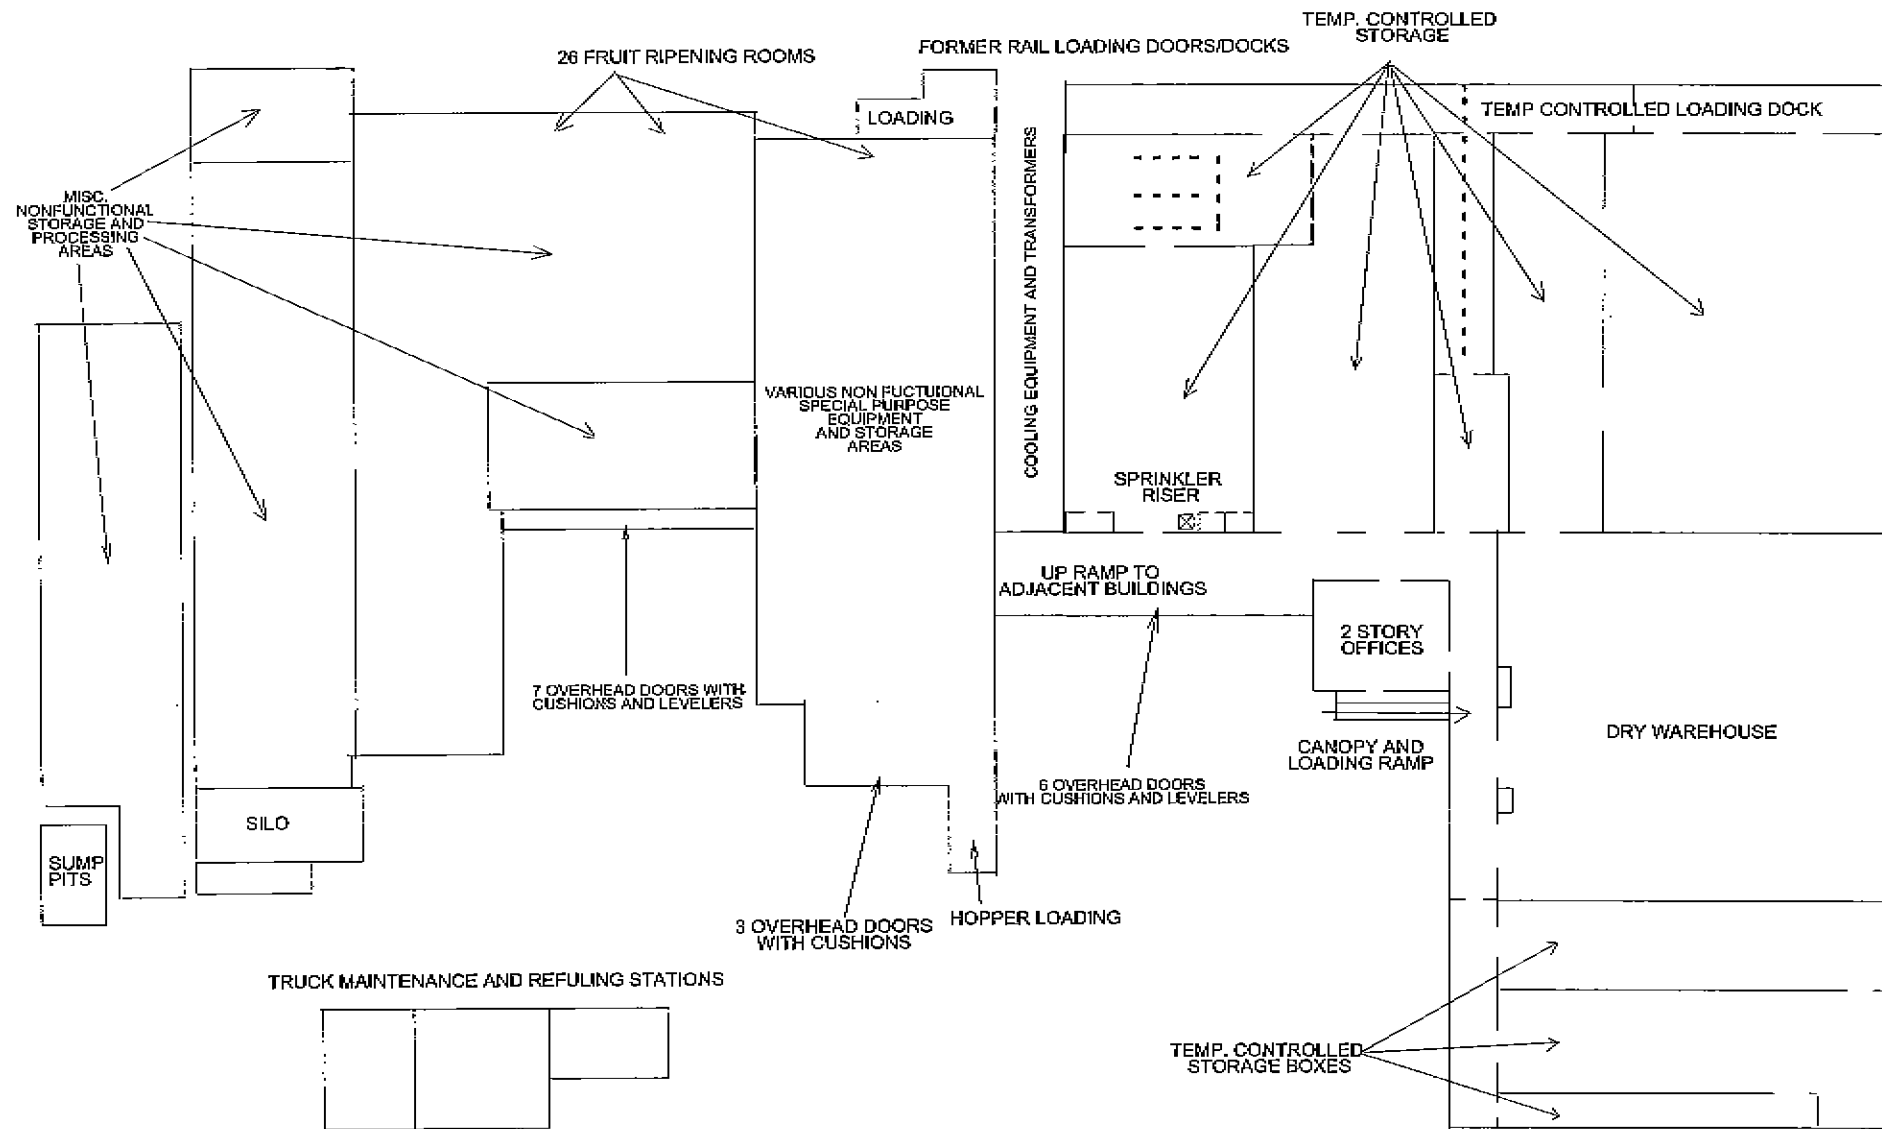 TEMP. CONTROLLED
STORAGE
26 FRUIT RIPENING ROOMS
FORMER RAIL LOADING DOORS/DOCKS
LOADING
TEMP CONTROLLED LOADING DOCK
MISC.
NONFUNCTIONAL
STORAGE AND
PROCESSING
AREAS
COOLING EQUIPMENT AND TRANSFORMERS
VARIOUS NON FUCTUIONAL
SPECIAL PURPOSE
EQUIPMENT
AND STORAGE
AREAS
SPRINKLER
RISER
UP RAMP TO
ADJACENT BUILDINGS
2 STORY
OFFICES
7 OVERHEAD DOORS WITH
CUSHIONS AND LEVELERS
DRY WAREHOUSE
CANOPY AND
LOADING RAMP
6 OVERHEAD DOORS
WITH CUSHIONS AND LEVELERS
SILO
SUMP
PITS
3 OVERHEAD DOORS
WITH CUSHIONS
HOPPER LOADING
TRUCK MAINTENANCE AND REFULING STATIONS
TEMP. CONTROLLED
STORAGE BOXES